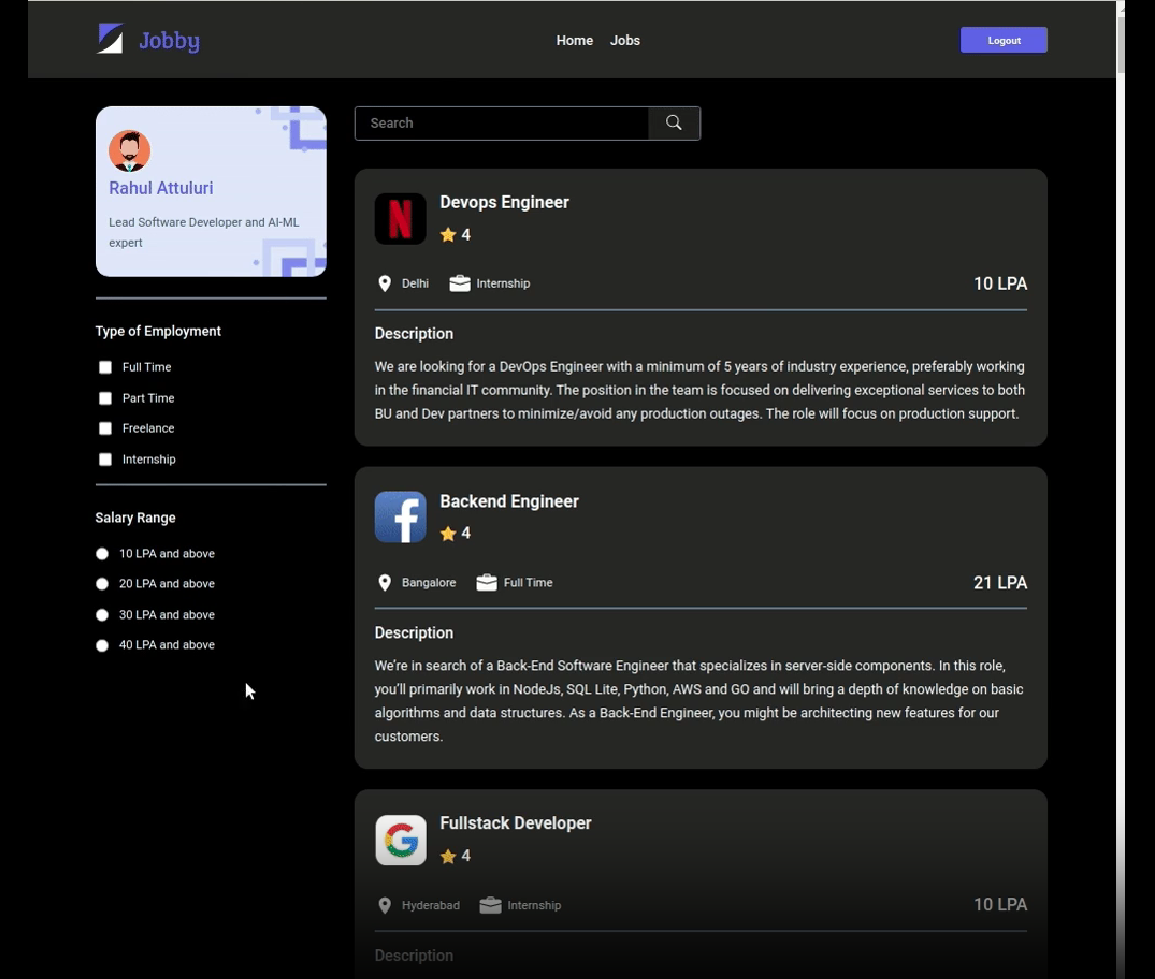 Jobby
Home Jobs
Logout
Rahul Attuluri
Lead Software Developer and AI-ML
expert
Type of Employment
Full Time
Part Time
Freelance
Internship
Salary Range
10 LPA and above
20 LPA and above
30 LPA and above
40 LPA and above
Search
Devops Engineer
4
Delhi Internship 10 LPA
Description
We are looking for a DevOps Engineer with a minimum of 5 years of industry experience, preferably working
in the financial IT community. The position in the team is focused on delivering exceptional services to both
BU and Dev partners to minimize/avoid any production outages. The role will focus on production support.
Backend Engineer
4
Bangalore Full Time 21 LPA
Description
We're in search of a Back-End Software Engineer that specializes in server-side components. In this role,
you'll primarily work in NodeJs, SQL Lite, Python, AWS and GO and will bring a depth of knowledge on basic
algorithms and data structures. As a Back-End Engineer, you might be architecting new features for our
customers.
Fullstack Developer
4
Hyderabad Internship 10 LPA
Description